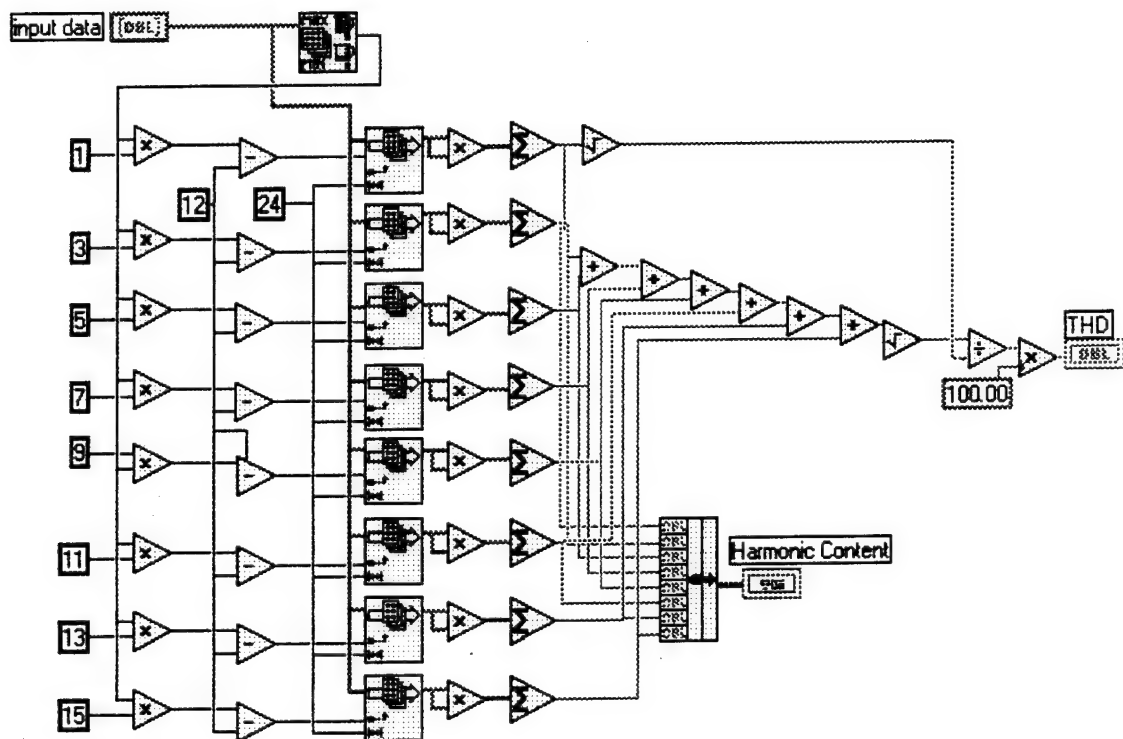 input data
DBL
1
12
24
3
5
THD
DBL
7
100.00
9
Harmonic Content
11
13
15